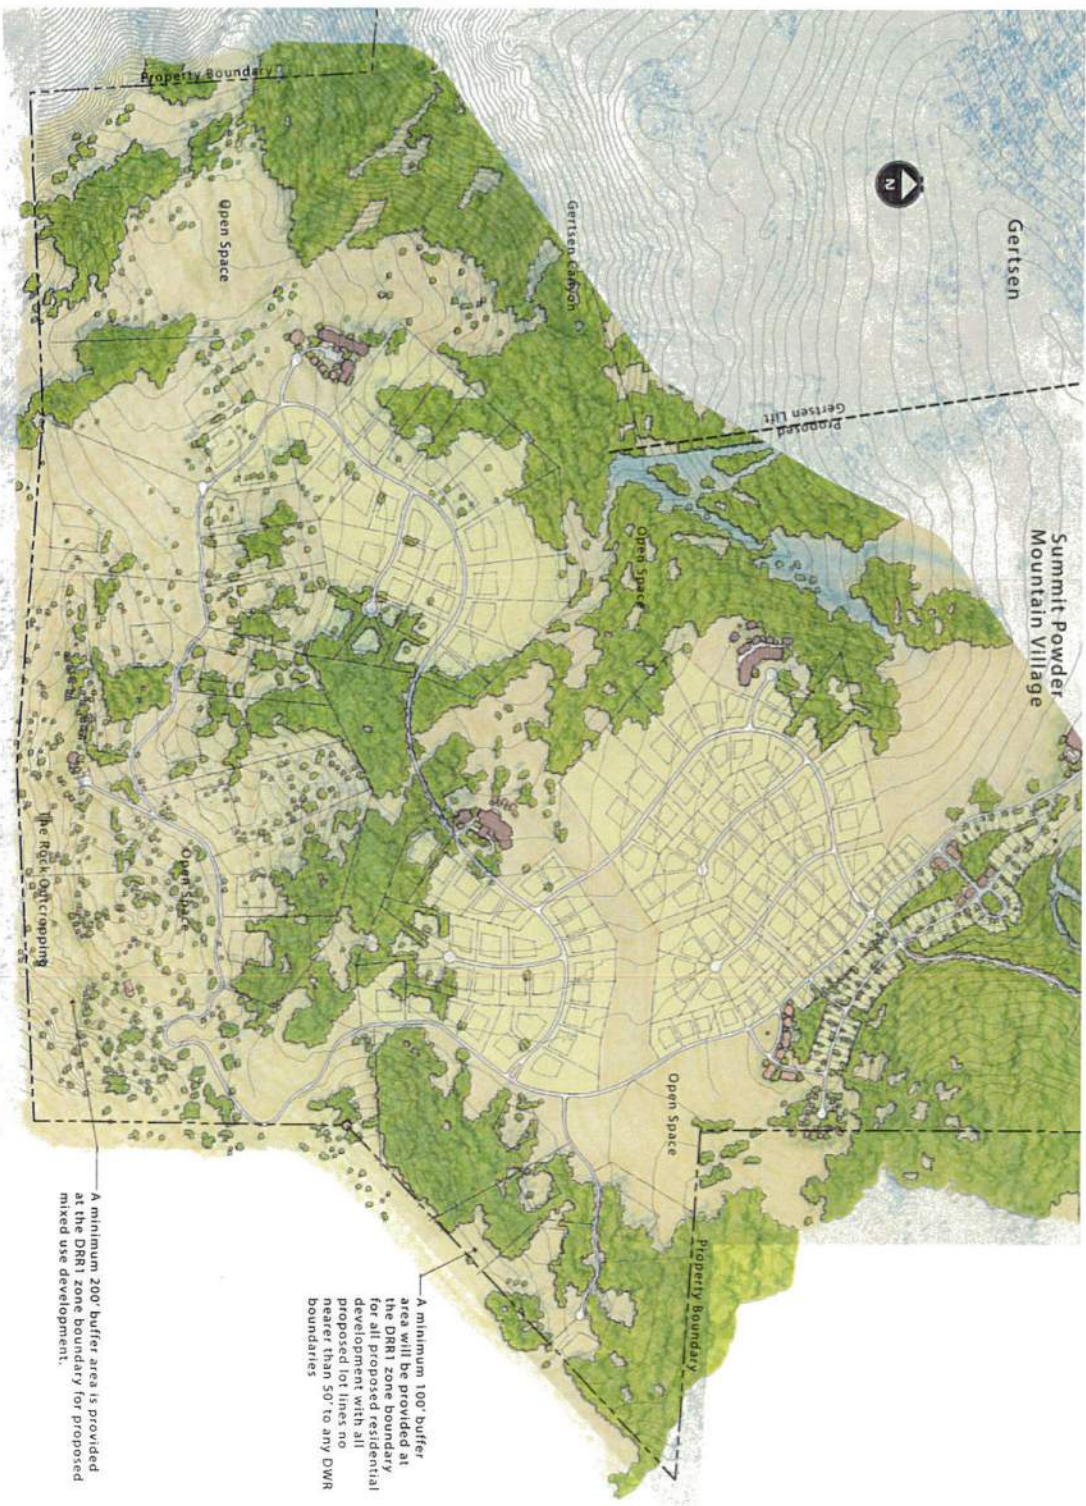 Gertsen
N
Summit Powder
Mountain Village
Property Boundary
Gertsen Canyon
Open Space
Proposed
Gertsen Lift
Open Space
Open Space
Open Space
The Rock Outcropping
Property Boundary
A minimum 100' buffer
area will be provided at
the DRR1 zone boundary
for all proposed residential
development with all
proposed lot lines no
nearer than 50' to any DWR
boundaries
A minimum 200' buffer area is provided
at the DRR1 zone boundary for proposed
mixed use development.